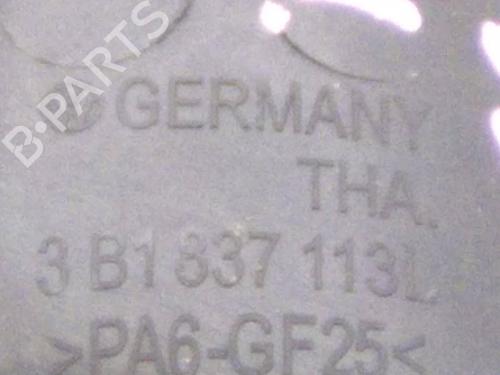 B-PARTS
GERMANY
THA.
3 B1 837 113L
>PA6-GF25<